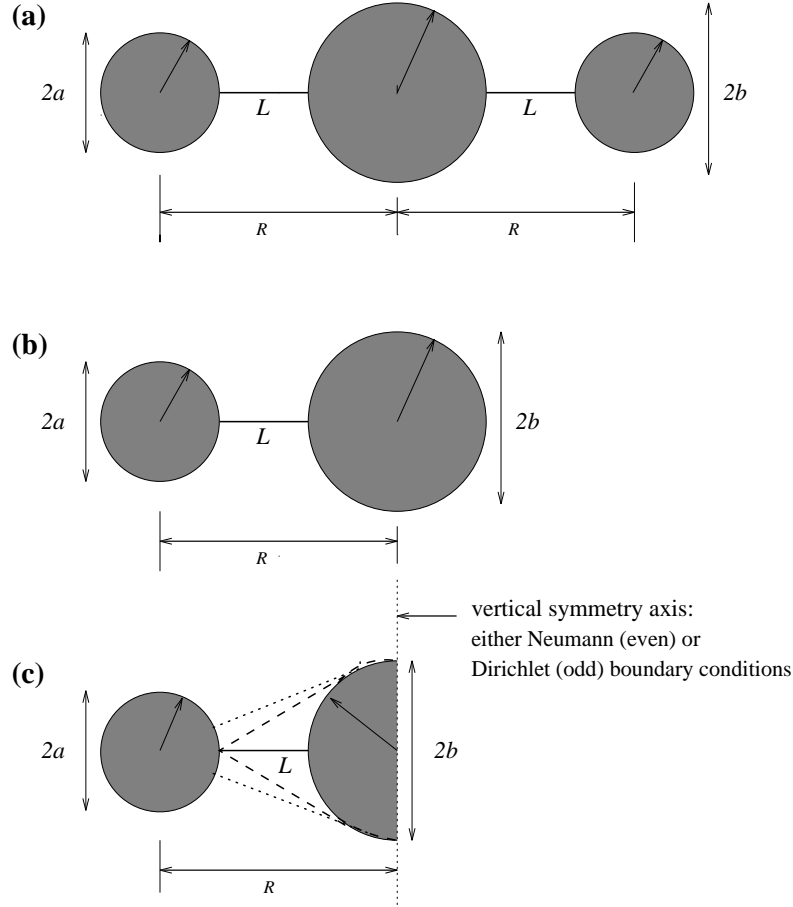 (a)
2a
L
L
2b
R
R
(b)
2a
L
2b
R
vertical symmetry axis:
either Neumann (even) or
Dirichlet (odd) boundary conditions
(c)
2a
L
2b
R